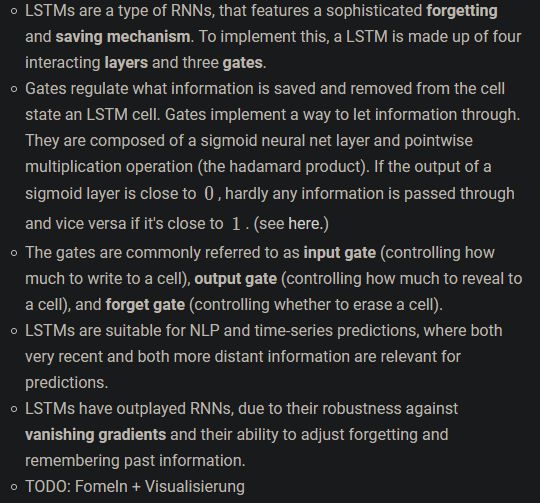 LSTMs are a type of RNNs, that features a sophisticated forgetting
and saving mechanism. To implement this, a LSTM is made up of four
interacting layers and three gates.
Gates regulate what information is saved and removed from the cell
state an LSTM cell. Gates implement a way to let information through.
They are composed of a sigmoid neural net layer and pointwise
multiplication operation (the hadamard product). If the output of a
sigmoid layer is close to 0, hardly any information is passed through
and vice versa if it's close to 1. (see here.)
The gates are commonly referred to as input gate (controlling how
much to write to a cell), output gate (controlling how much to reveal to
a cell), and forget gate (controlling whether to erase a cell).
LSTMs are suitable for NLP and time-series predictions, where both
very recent and both more distant information are relevant for
predictions.
LSTMs have outplayed RNNs, due to their robustness against
vanishing gradients and their ability to adjust forgetting and
remembering past information.
TODO: Fomeln + Visualisierung